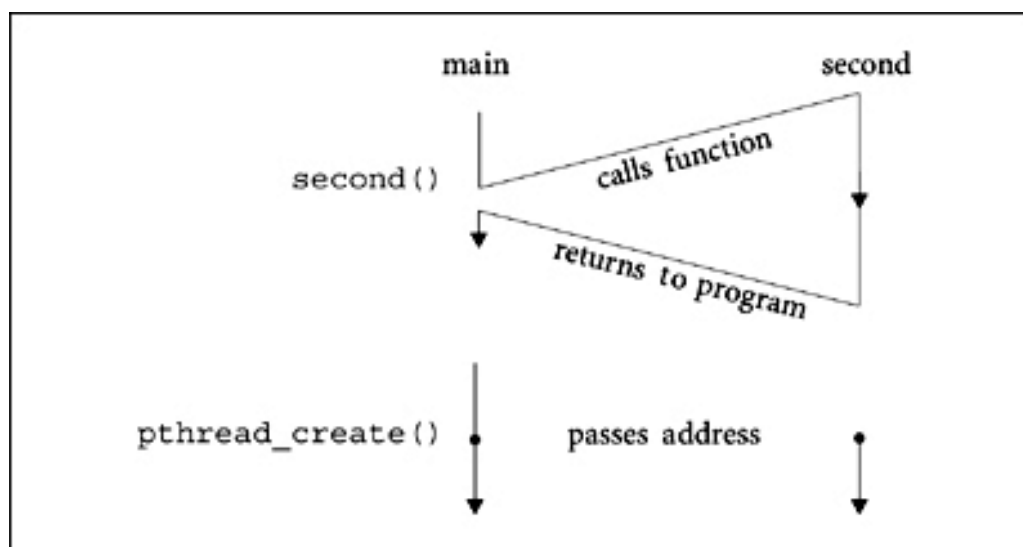 main
second
second()
calls function
returns to program
pthread_create()
passes address